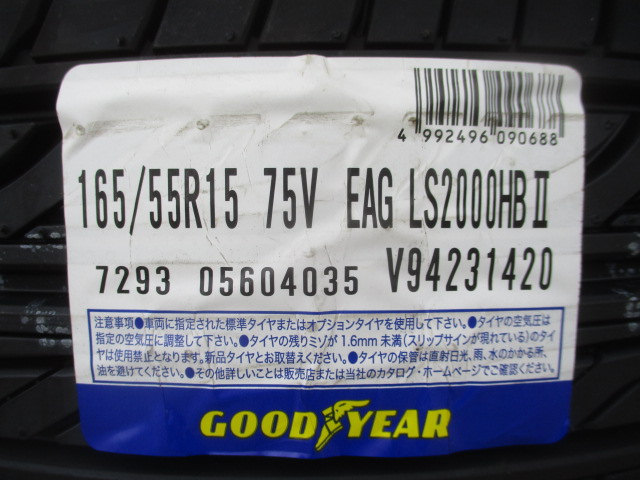 4 992496 090688
165/55R15 75V EAG LS2000HBⅡ
7293 05604035 V94231420
注意事項●車両に指定された標準タイヤまたはオプションタイヤを使用して下さい。●タイヤの空気圧は
指定の空気圧に調整して下さい。●タイヤの残りミゾが1.6mm未満(スリップサインが現れている)のタイ
ヤは使用禁止となります。新品タイヤとお取替えください。●タイヤの保管は直射日光、雨、水のかかる所、
油を避けてください。●その他詳しいことは販売店または当社のカタログ・ホームページでご確認ください。
GOODYEAR